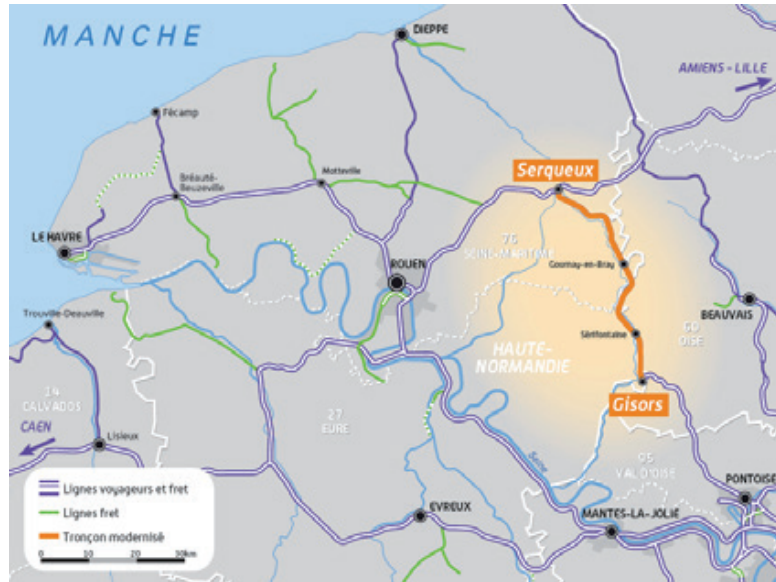 MANCHE
DIEPPE
AMIENS - LILLE
Fécamp
Serqueux
Bréauté-
Beuzeville
Motteville
LE HAVRE
ROUEN
76
SEINE-MARITIME
Gournay-en-Bray
Trouville-Deauville
BEAUVAIS
60
OISE
Sérifontaine
HAUTE-
NORMANDIE
14
CALVADOS
27
EURE
Gisors
CAEN
Lisieux
Seine
95
VAL D'OISE
PONTOISE
EVREUX
MANTES-LA-JOLIE
Lignes voyageurs et fret
Lignes fret
Tronçon modernisé
0 10 20 30km